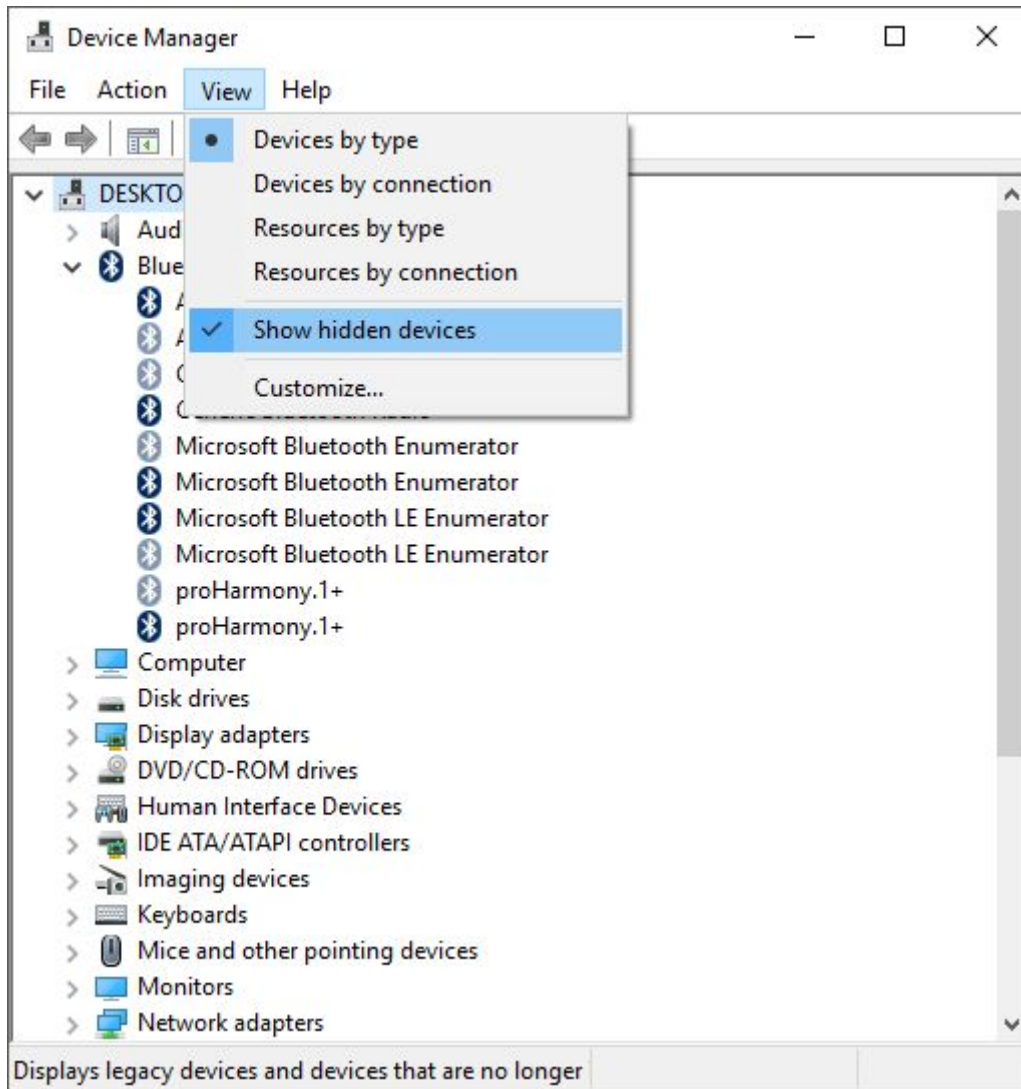 Device Manager
File Action View Help
Devices by type
Devices by connection
Resources by type
Resources by connection
Show hidden devices
Customize...
DESKTO
Aud
Blue
Microsoft Bluetooth Enumerator
Microsoft Bluetooth Enumerator
Microsoft Bluetooth LE Enumerator
Microsoft Bluetooth LE Enumerator
proHarmony.1+
proHarmony.1+
Computer
Disk drives
Display adapters
DVD/CD-ROM drives
Human Interface Devices
IDE ATA/ATAPI controllers
Imaging devices
Keyboards
Mice and other pointing devices
Monitors
Network adapters
Displays legacy devices and devices that are no longer